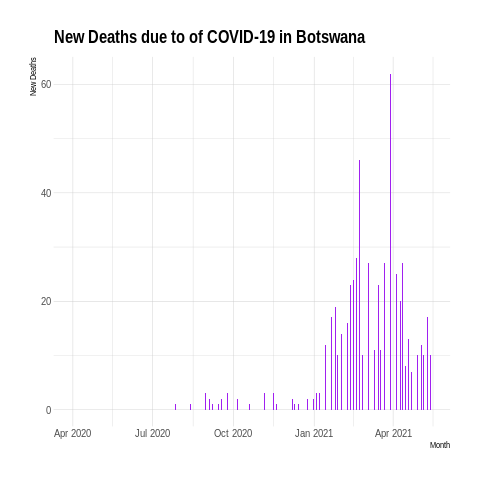 New Deaths due to of COVID-19 in Botswana
New Deaths
60
40
20
0
Apr 2020 Jul 2020 Oct 2020 Jan 2021 Apr 2021
Month